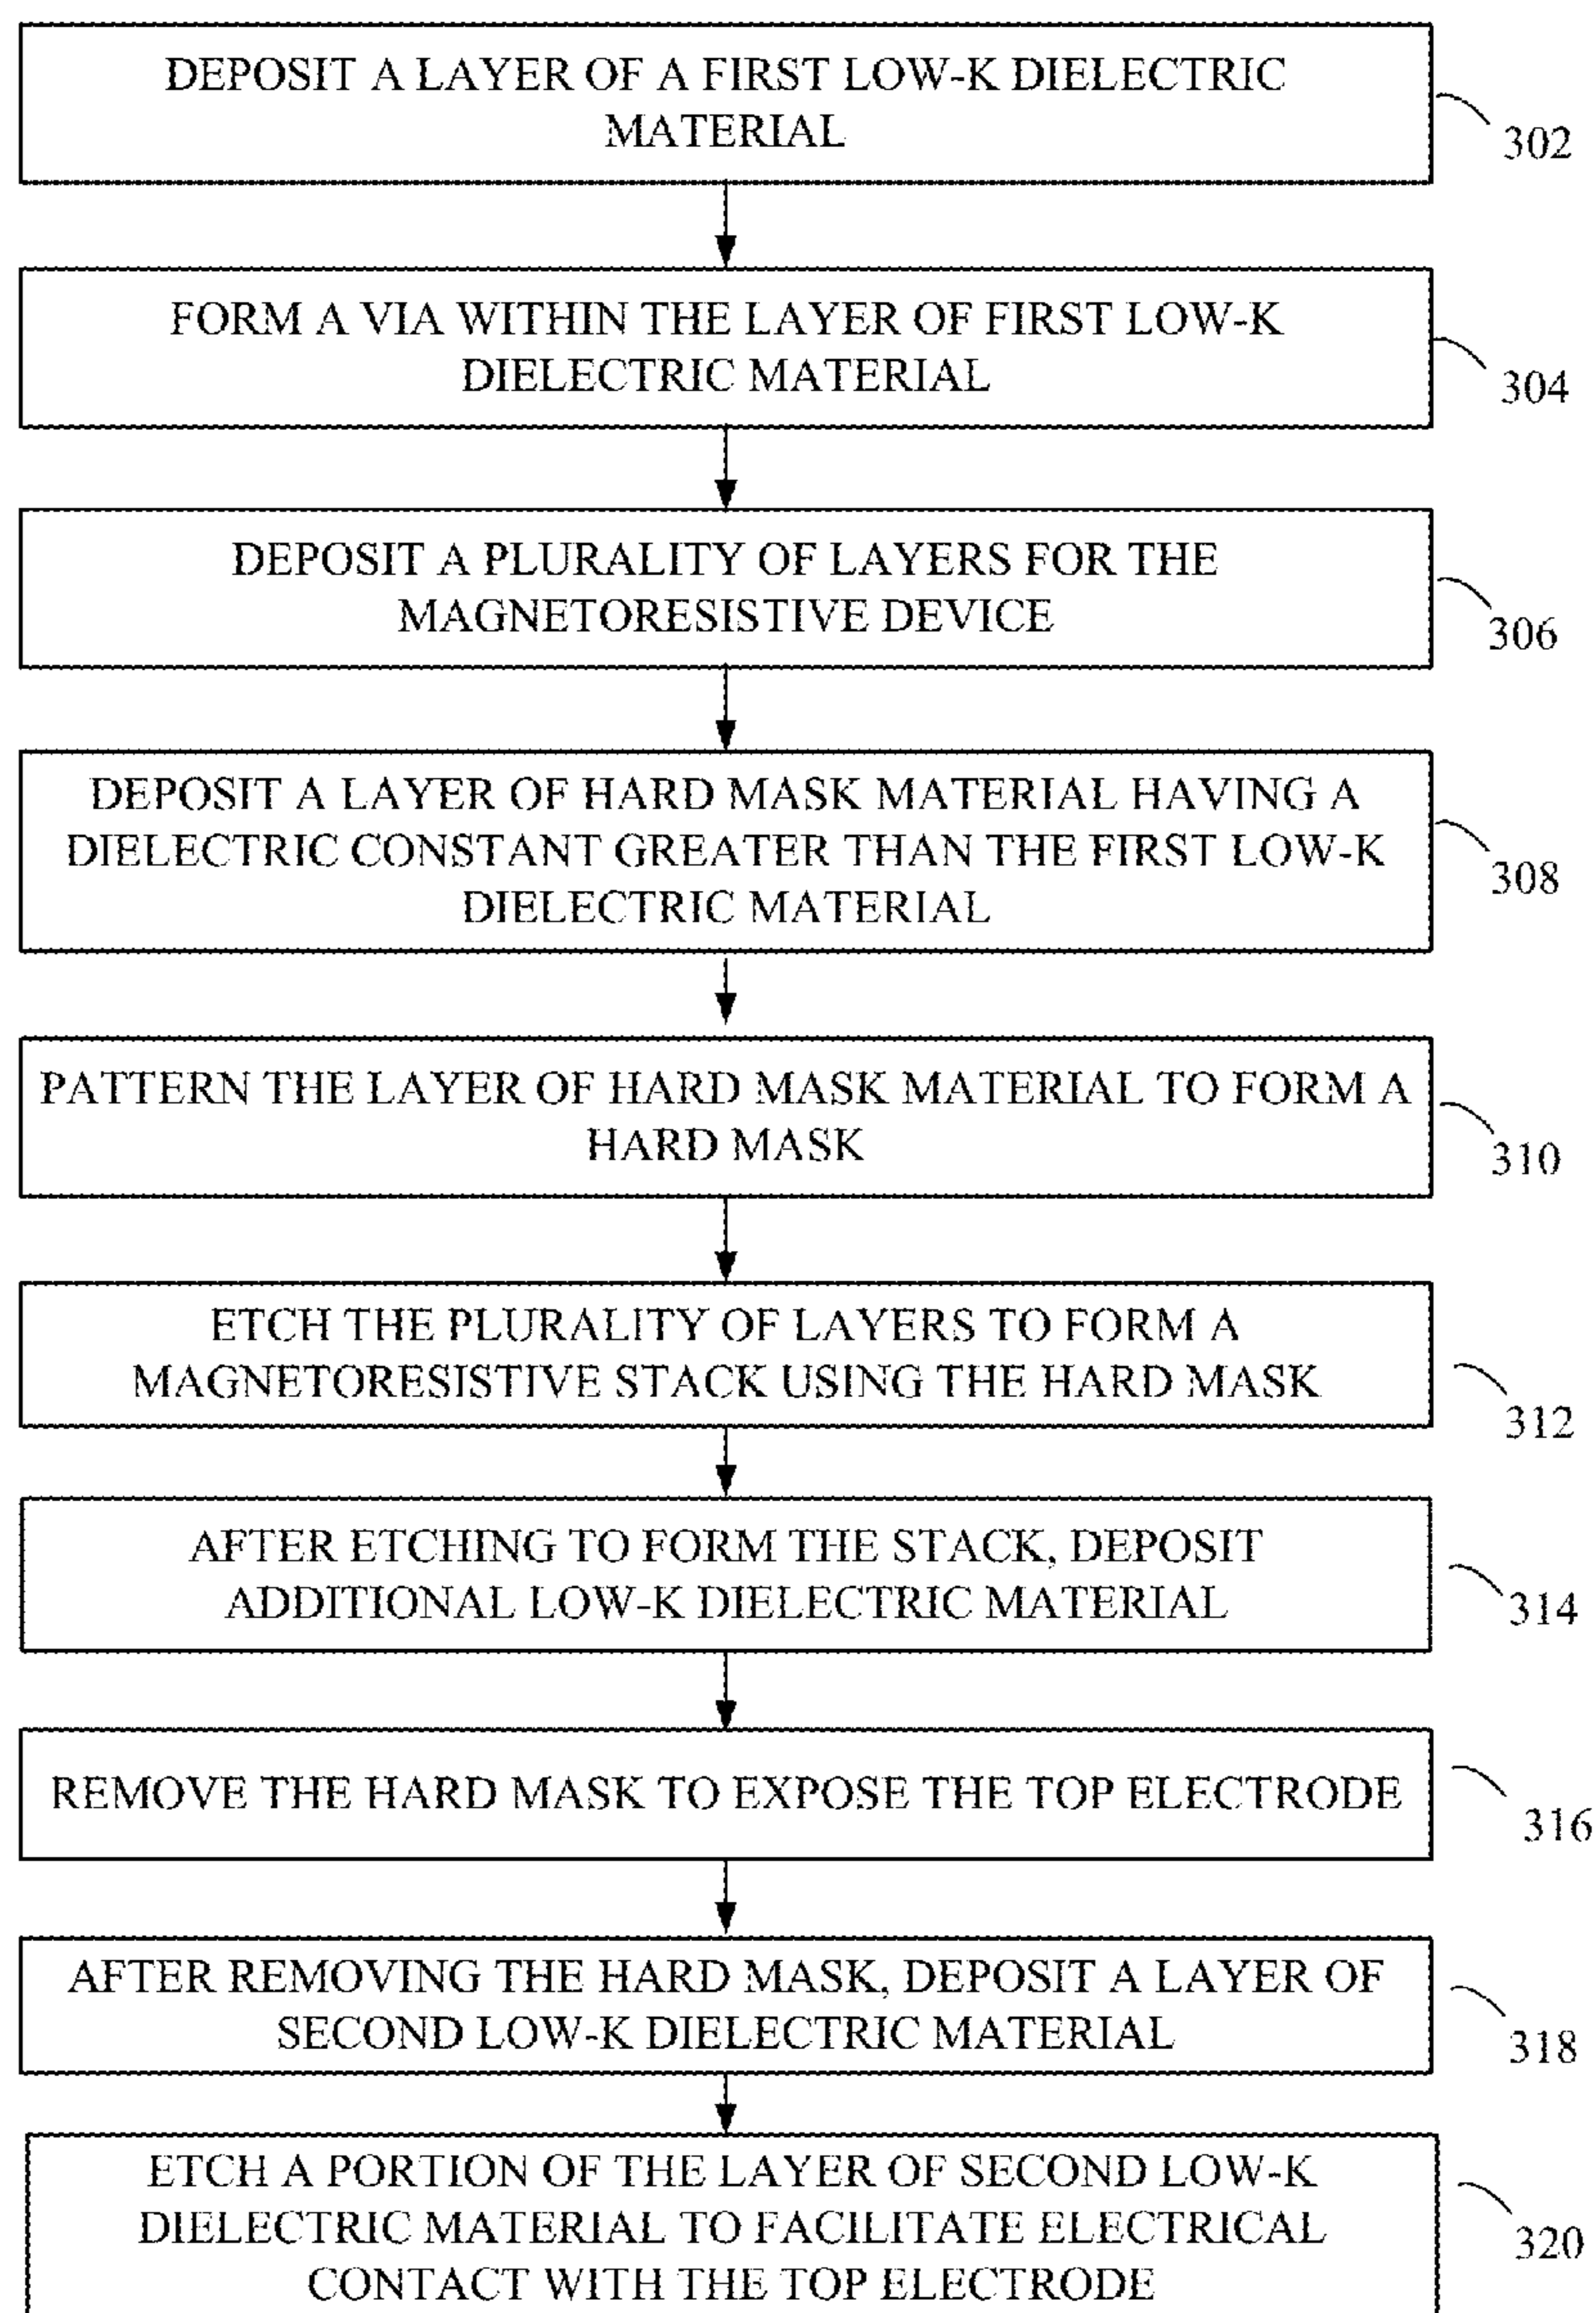 DEPOSIT A LAYER OF A FIRST LOW-K DIELECTRIC
MATERIAL
302
FORM A VIA WITHIN THE LAYER OF FIRST LOW-K
DIELECTRIC MATERIAL
304
DEPOSIT A PLURALITY OF LAYERS FOR THE
MAGNETORESISTIVE DEVICE
306
DEPOSIT A LAYER OF HARD MASK MATERIAL HAVING A
DIELECTRIC CONSTANT GREATER THAN THE FIRST LOW-K
DIELECTRIC MATERIAL
308
PATTERN THE LAYER OF HARD MASK MATERIAL TO FORM A
HARD MASK
310
ETCH THE PLURALITY OF LAYERS TO FORM A
MAGNETORESISTIVE STACK USING THE HARD MASK
312
AFTER ETCHING TO FORM THE STACK, DEPOSIT
ADDITIONAL LOW-K DIELECTRIC MATERIAL
314
REMOVE THE HARD MASK TO EXPOSE THE TOP ELECTRODE
316
AFTER REMOVING THE HARD MASK, DEPOSIT A LAYER OF
SECOND LOW-K DIELECTRIC MATERIAL
318
ETCH A PORTION OF THE LAYER OF SECOND LOW-K
DIELECTRIC MATERIAL TO FACILITATE ELECTRICAL
CONTACT WITH THE TOP ELECTRODE
320